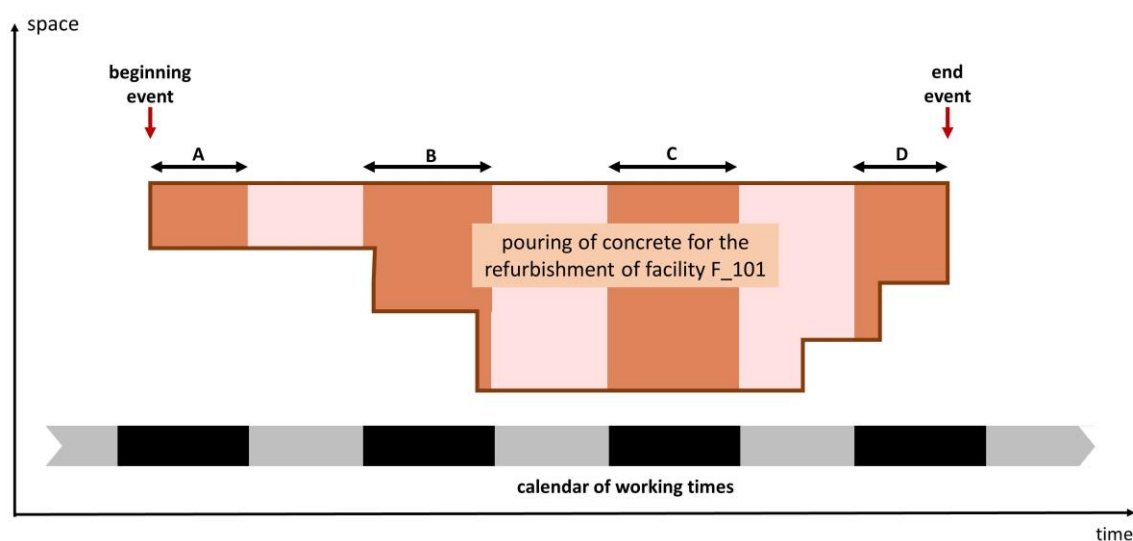 space
beginning
event
end
event
A
B
C
D
pouring of concrete for the
refurbishment of facility F_101
calendar of working times
time